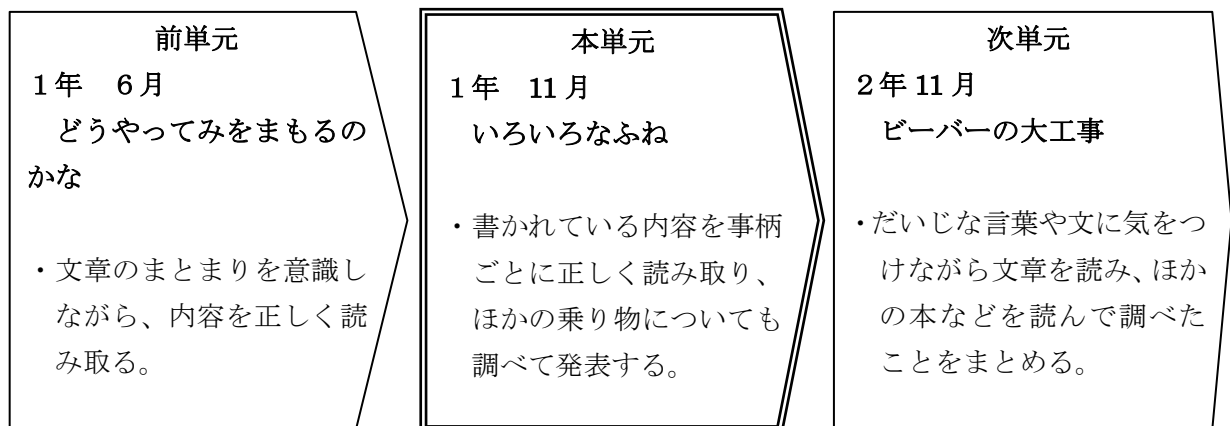 前単元
１年　６月
どうやってみをまもるの
かな
・文章のまとまりを意識し
ながら、内容を正しく読
み取る。
本単元
１年　11月
いろいろなふね
・書かれている内容を事柄
ごとに正しく読み取り、
ほかの乗り物についても
調べて発表する。
次単元
２年11月
ビーバーの大工事
・だいじな言葉や文に気をつ
けながら文章を読み、ほか
の本などを読んで調べた
ことをまとめる。